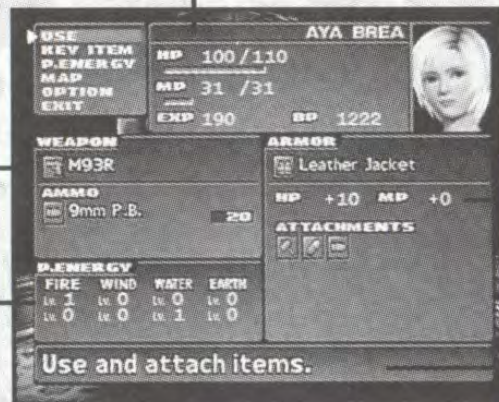 USE
KEY ITEM
P.ENERGY
MAP
OPTION
EXIT
AYA BREA
HP 100/110
MP 31 /31
EXP 190 BP 1222
WEAPON
M93R
AMMO
9mm P.B. 20
ARMOR
Leather Jacket
HP +10 MP +0
ATTACHMENTS
P.ENERGY
FIRE WIND WATER EARTH
Lv. 1 Lv. 0 Lv. 0 Lv. 0
Lv. 0 Lv. 0 Lv. 1 Lv. 0
Use and attach items.